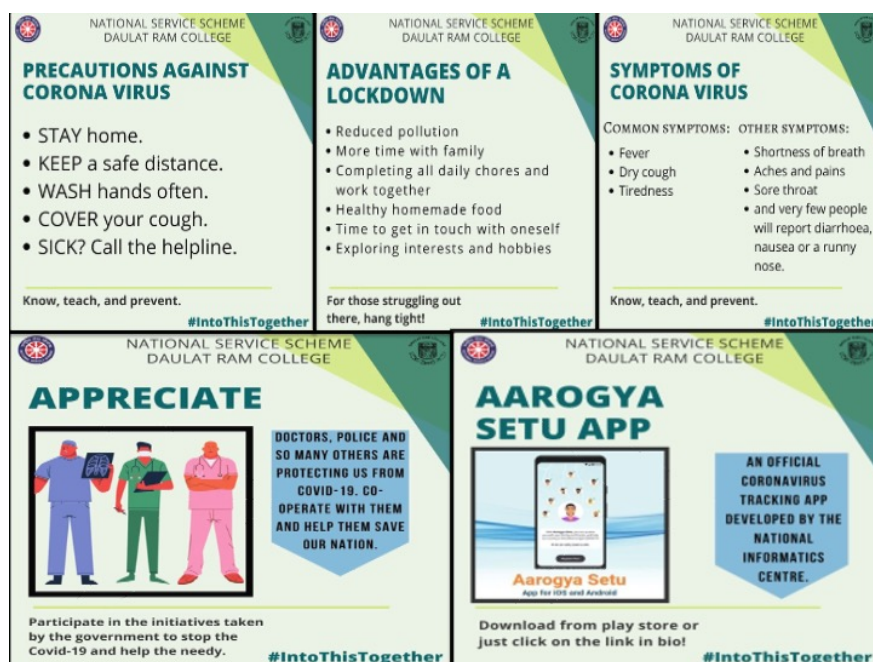 NATIONAL SERVICE SCHEME
DAULAT RAM COLLEGE
PRECAUTIONS AGAINST
CORONA VIRUS
• STAY home.
• KEEP a safe distance.
• WASH hands often.
• COVER your cough.
• SICK? Call the helpline.
Know, teach, and prevent.
#IntoThisTogether
NATIONAL SERVICE SCHEME
DAULAT RAM COLLEGE
ADVANTAGES OF A
LOCKDOWN
• Reduced pollution
• More time with family
• Completing all daily chores and
work together
• Healthy homemade food
• Time to get in touch with oneself
• Exploring interests and hobbies
For those struggling out
there, hang tight!
#IntoThisTogether
NATIONAL SERVICE SCHEME
DAULAT RAM COLLEGE
SYMPTOMS OF
CORONA VIRUS
COMMON SYMPTOMS:
• Fever
• Dry cough
• Tiredness
OTHER SYMPTOMS:
• Shortness of breath
• Aches and pains
• Sore throat
• and very few people
will report diarrhoea,
nausea or a runny
nose.
Know, teach, and prevent.
#IntoThisTogether
NATIONAL SERVICE SCHEME
DAULAT RAM COLLEGE
APPRECIATE
DOCTORS, POLICE AND
SO MANY OTHERS ARE
PROTECTING US FROM
COVID-19. CO-
OPERATE WITH THEM
AND HELP THEM SAVE
OUR NATION.
Participate in the initiatives taken
by the government to stop the
Covid-19 and help the needy.
#IntoThisTogether
NATIONAL SERVICE SCHEME
DAULAT RAM COLLEGE
AAROGYA
SETU APP
Aarogya Setu
App for iOS and Android
AN OFFICIAL
CORONAVIRUS
TRACKING APP
DEVELOPED BY THE
NATIONAL
INFORMATICS
CENTRE.
Download from play store or
just click on the link in bio!
#IntoThisTogether